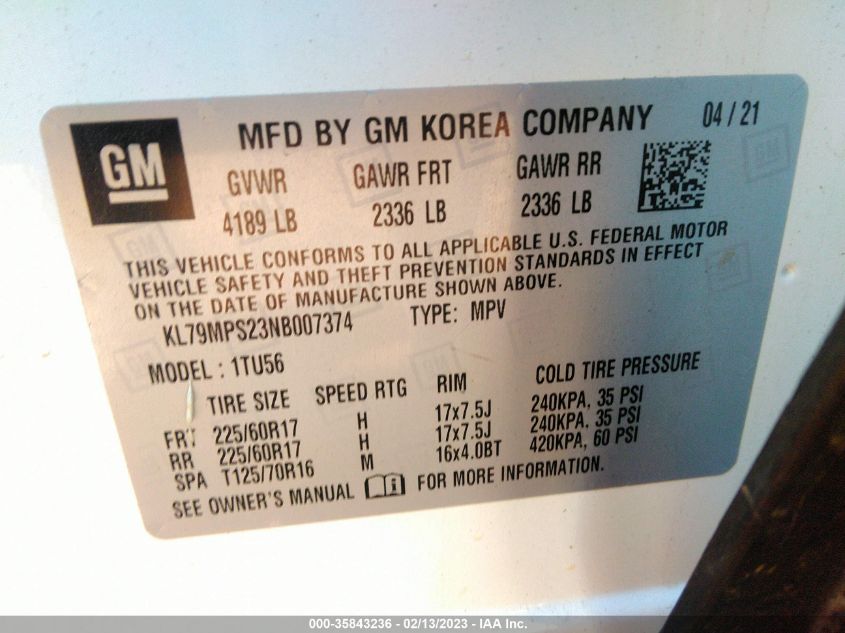 GM
MFD BY GM KOREA COMPANY 04/21
GVWR GAWR FRT GAWR RR
4189 LB 2336 LB 2336 LB
THIS VEHICLE CONFORMS TO ALL APPLICABLE U.S. FEDERAL MOTOR
VEHICLE SAFETY AND THEFT PREVENTION STANDARDS IN EFFECT
ON THE DATE OF MANUFACTURE SHOWN ABOVE.
KL79MPS23NB007374 TYPE: MPV
MODEL : 1TU56
TIRE SIZE SPEED RTG RIM COLD TIRE PRESSURE
FRT 225/60R17 H 17x7.5J 240KPA, 35 PSI
RR 225/60R17 H 17x7.5J 240KPA, 35 PSI
SPA T125/70R16 M 16x4.0BT 420KPA, 60 PSI
SEE OWNER'S MANUAL FOR MORE INFORMATION.
000-35843236 - 02/13/2023 - IAA Inc.